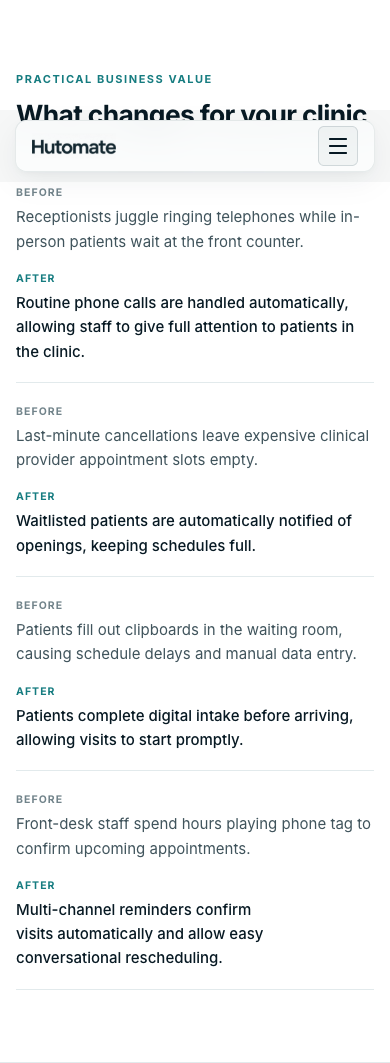 PRACTICAL BUSINESS VALUE
What changes for your clinic
Hutomate
BEFORE
Receptionists juggle ringing telephones while in-
person patients wait at the front counter.
AFTER
Routine phone calls are handled automatically,
allowing staff to give full attention to patients in
the clinic.
BEFORE
Last-minute cancellations leave expensive clinical
provider appointment slots empty.
AFTER
Waitlisted patients are automatically notified of
openings, keeping schedules full.
BEFORE
Patients fill out clipboards in the waiting room,
causing schedule delays and manual data entry.
AFTER
Patients complete digital intake before arriving,
allowing visits to start promptly.
BEFORE
Front-desk staff spend hours playing phone tag to
confirm upcoming appointments.
AFTER
Multi-channel reminders confirm
visits automatically and allow easy
conversational rescheduling.